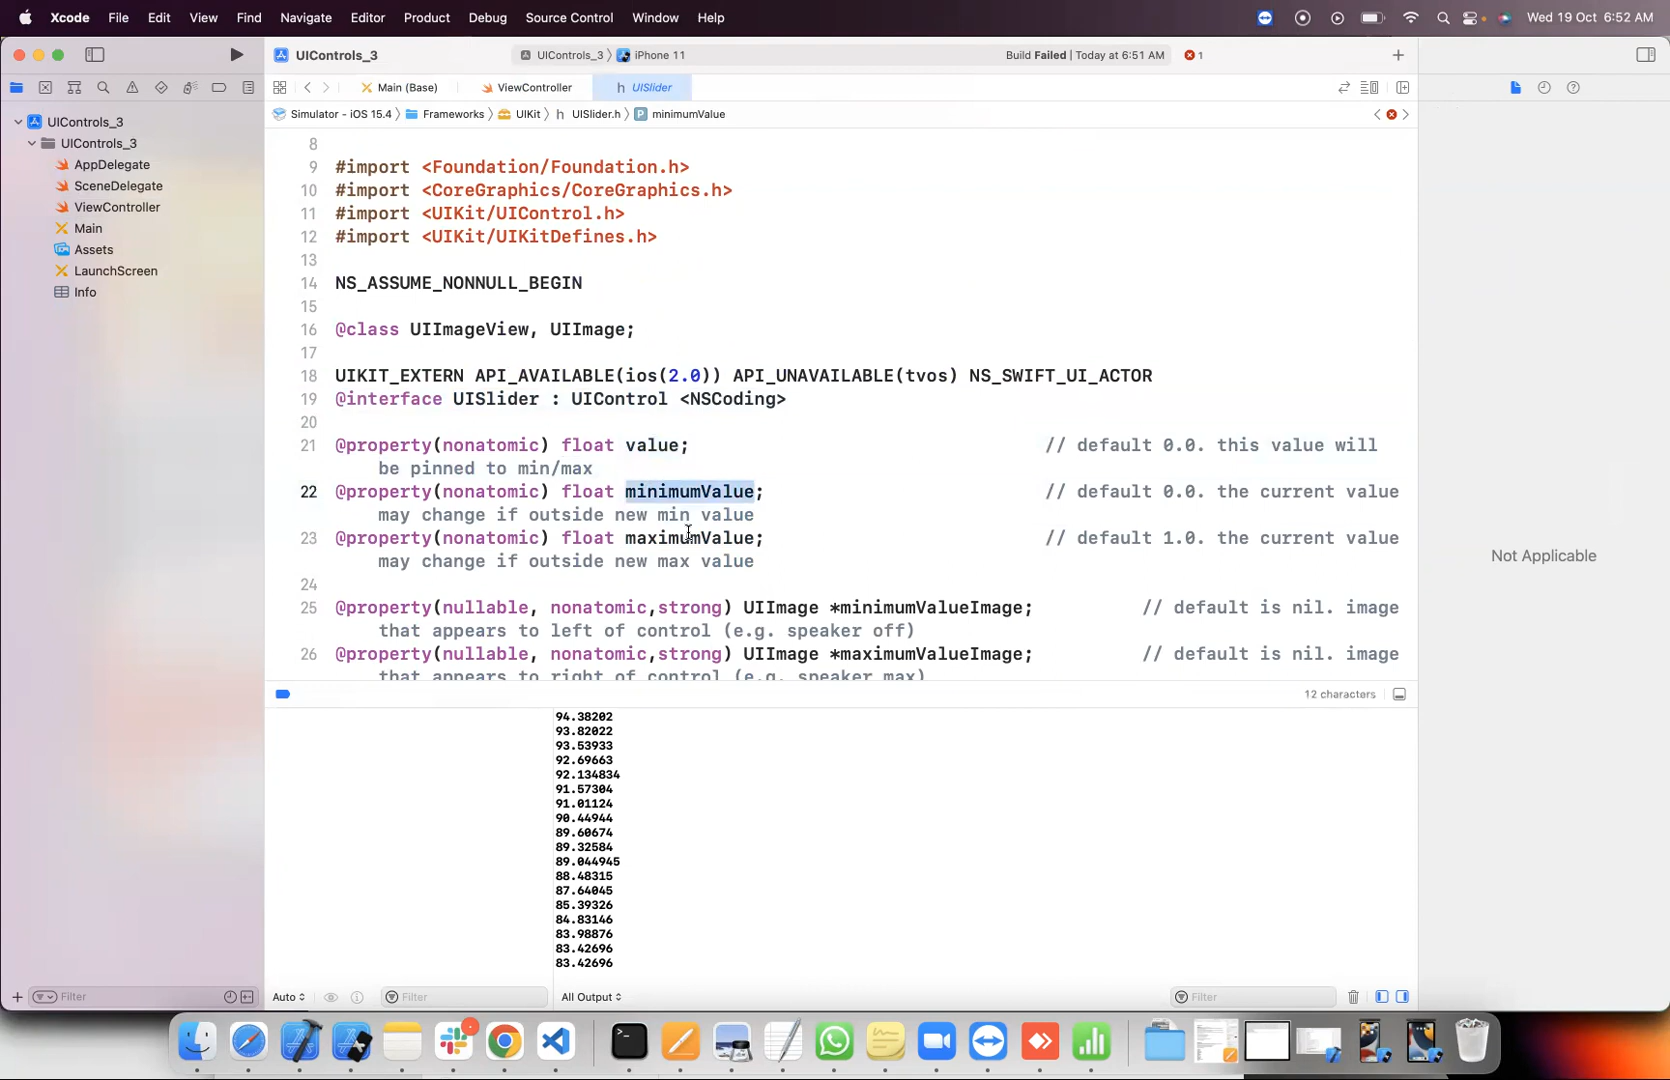 Xcode File Edit View Find Navigate Editor Product Debug Source Control Window Help Wed 19 Oct 6:52 AM
UIControls_3 UIControls_3 〉 iPhone 11 Build Failed | Today at 6:51 AM 1
Main (Base) ViewController h UISlider
Simulator - iOS 15.4 〉 Frameworks 〉 UIKit 〉 h UISlider.h 〉 P minimumValue
UIControls_3
UIControls_3
AppDelegate
SceneDelegate
ViewController
Main
Assets
LaunchScreen
Info
8
9 #import <Foundation/Foundation.h>
10 #import <CoreGraphics/CoreGraphics.h>
11 #import <UIKit/UIControl.h>
12 #import <UIKit/UIKitDefines.h>
13
14 NS_ASSUME_NONNULL_BEGIN
15
16 @class UIImageView, UIImage;
17
18 UIKIT_EXTERN API_AVAILABLE(ios(2.0)) API_UNAVAILABLE(tvos) NS_SWIFT_UI_ACTOR
19 @interface UISlider : UIControl <NSCoding>
20
21 @property(nonatomic) float value; // default 0.0. this value will
be pinned to min/max
22 @property(nonatomic) float minimumValue; // default 0.0. the current value
may change if outside new min value
23 @property(nonatomic) float maximumValue; // default 1.0. the current value
may change if outside new max value
24
25 @property(nullable, nonatomic,strong) UIImage *minimumValueImage; // default is nil. image
that appears to left of control (e.g. speaker off)
26 @property(nullable, nonatomic,strong) UIImage *maximumValueImage; // default is nil. image
that appears to right of control (e.g. speaker max)
12 characters
94.38202
93.82022
93.53933
92.69663
92.134834
91.57304
91.01124
90.44944
89.60674
89.32584
89.044945
88.48315
87.64045
85.39326
84.83146
83.98876
83.42696
83.42696
Not Applicable
Filter Auto Filter All Output Filter